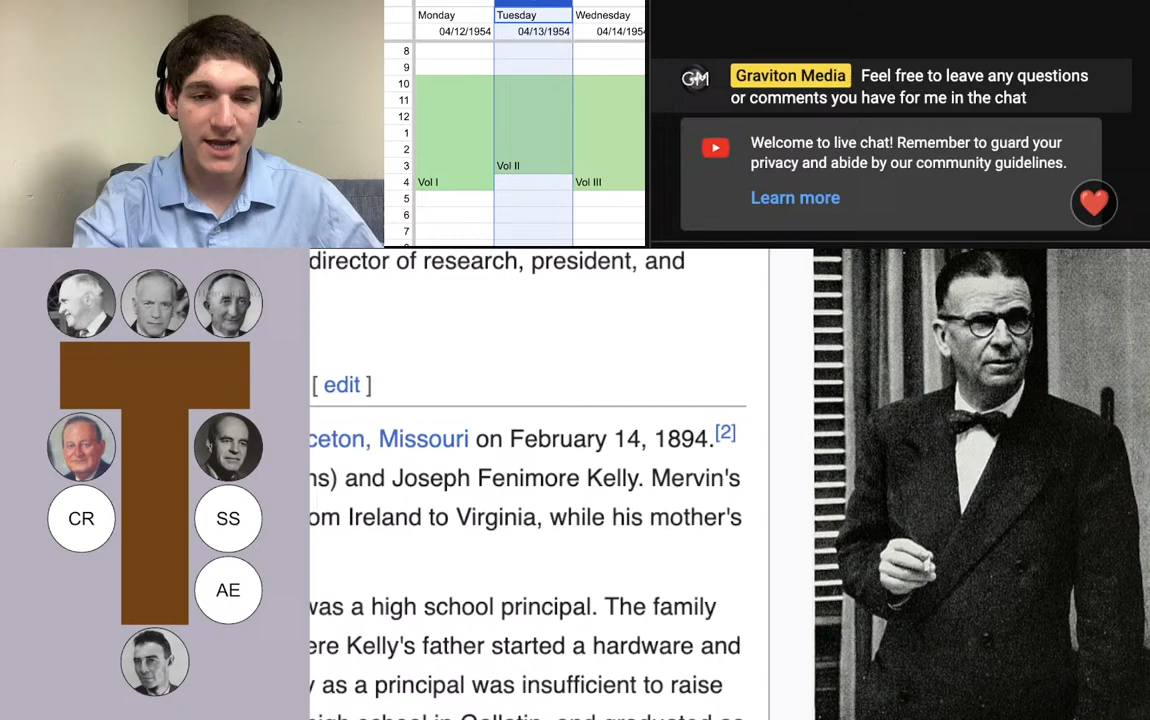 Monday Tuesday Wednesday
04/12/1954 04/13/1954 04/14/1954
8
9
10
11
12
1
2
3 Vol II
4 Vol I Vol III
5
6
7
GM Graviton Media Feel free to leave any questions
or comments you have for me in the chat
Welcome to live chat! Remember to guard your
privacy and abide by our community guidelines.
Learn more
CR
SS
AE
director of research, president, and
[ edit ]
ceton, Missouri on February 14, 1894.[2]
ns) and Joseph Fenimore Kelly. Mervin's
om Ireland to Virginia, while his mother's
was a high school principal. The family
ere Kelly's father started a hardware and
y as a principal was insufficient to raise